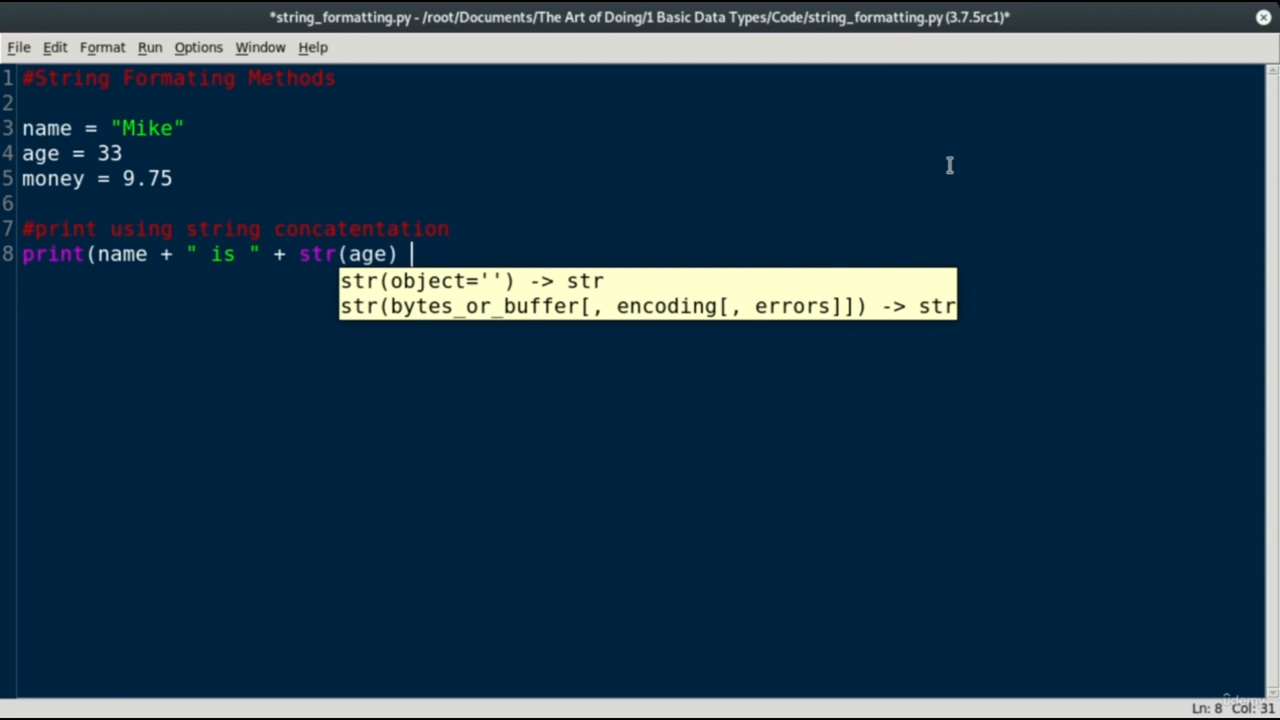 *string_formatting.py - /root/Documents/The Art of Doing/1 Basic Data Types/Code/string_formatting.py (3.7.5rc1)*
File Edit Format Run Options Window Help
1 #String Formating Methods
2
3 name = "Mike"
4 age = 33
5 money = 9.75
6
7 #print using string concatentation
8 print(name + " is " + str(age)
str(object='') -> str
str(bytes_or_buffer[, encoding[, errors]]) -> str
ûdemy
Ln: 8 Col: 31